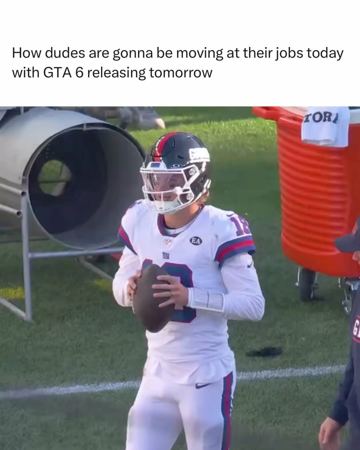 How dudes are gonna be moving at their jobs today
with GTA 6 releasing tomorrow